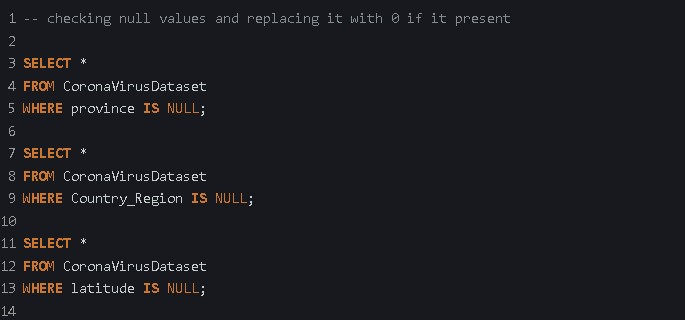 1 -- checking null values and replacing it with 0 if it present
2
3 SELECT *
4 FROM CoronaVirusDataset
5 WHERE province IS NULL;
6
7 SELECT *
8 FROM CoronaVirusDataset
9 WHERE Country_Region IS NULL;
10
11 SELECT *
12 FROM CoronaVirusDataset
13 WHERE latitude IS NULL;
14